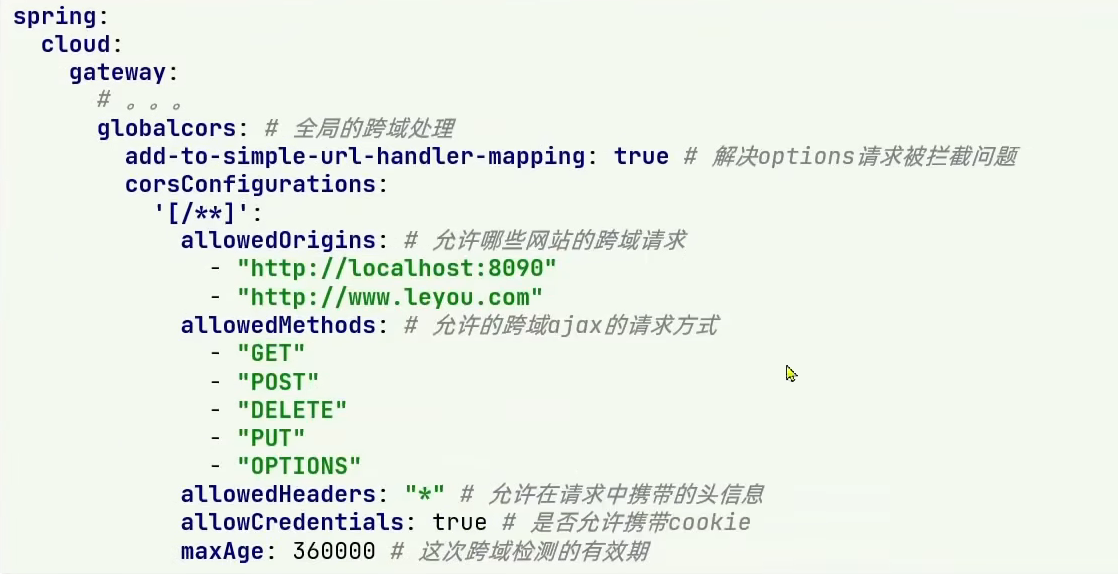 spring:
  cloud:
    gateway:
      # 。。。
      globalcors: # 全局的跨域处理
        add-to-simple-url-handler-mapping: true # 解决options请求被拦截问题
        corsConfigurations:
          '[/**]':
            allowedOrigins: # 允许哪些网站的跨域请求
              - "http://localhost:8090"
              - "http://www.leyou.com"
            allowedMethods: # 允许的跨域ajax的请求方式
              - "GET"
              - "POST"
              - "DELETE"
              - "PUT"
              - "OPTIONS"
            allowedHeaders: "*" # 允许在请求中携带的头信息
            allowCredentials: true # 是否允许携带cookie
            maxAge: 360000 # 这次跨域检测的有效期